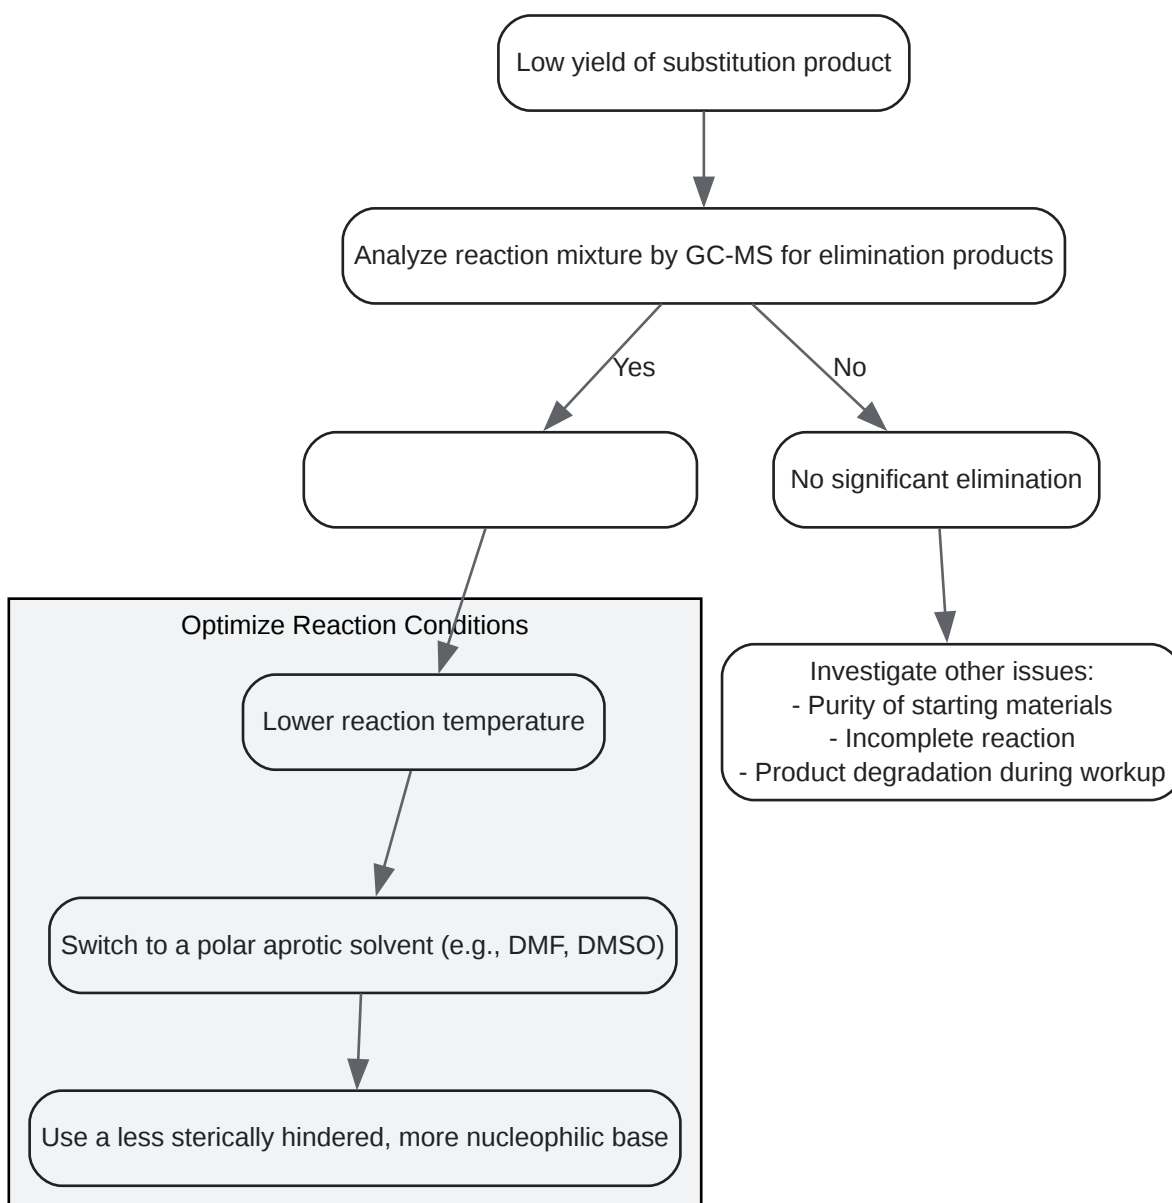 Low yield of substitution product
Analyze reaction mixture by GC-MS for elimination products
Yes
No
No significant elimination
Optimize Reaction Conditions
Lower reaction temperature
Investigate other issues:
- Purity of starting materials
- Incomplete reaction
- Product degradation during workup
Switch to a polar aprotic solvent (e.g., DMF, DMSO)
Use a less sterically hindered, more nucleophilic base